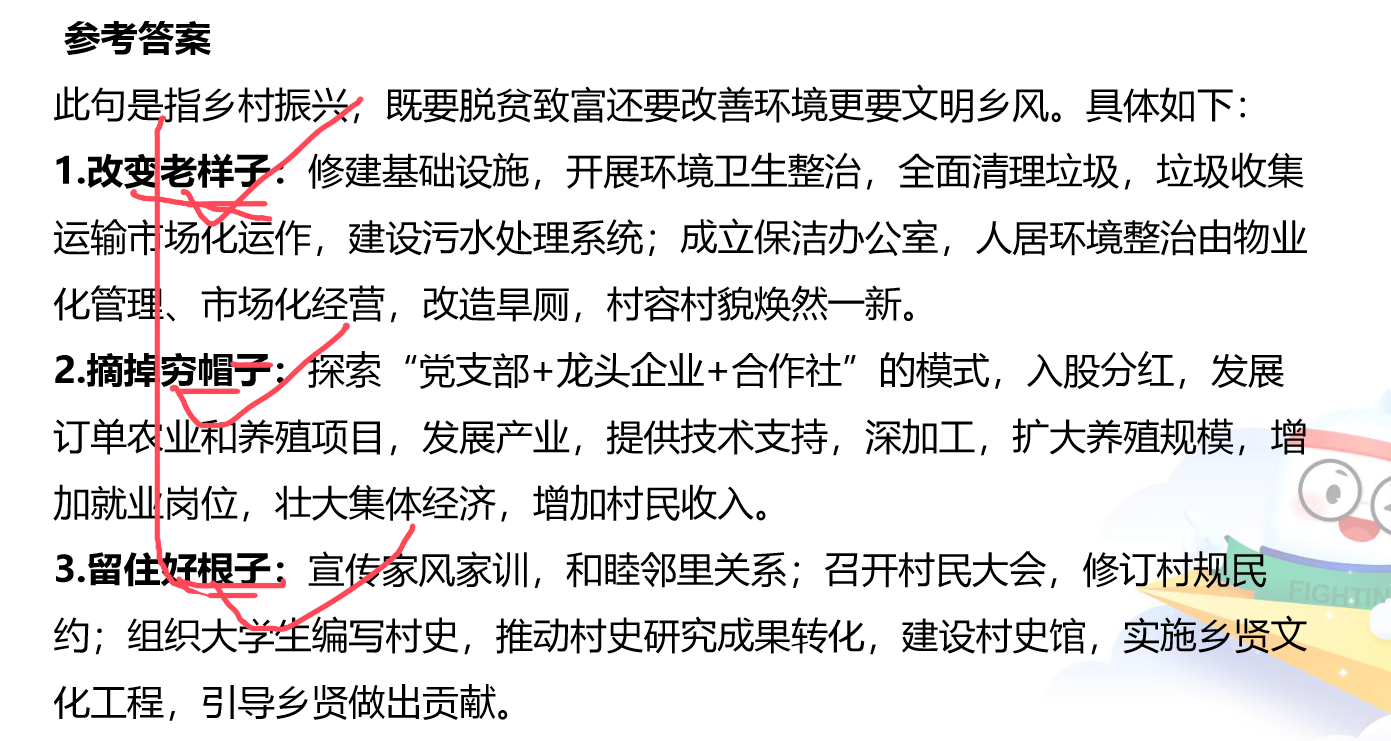 参考答案
此句是指乡村振兴，既要脱贫致富还要改善环境更要文明乡风。具体如下：
1.改变老样子：修建基础设施，开展环境卫生整治，全面清理垃圾，垃圾收集
运输市场化运作，建设污水处理系统；成立保洁办公室，人居环境整治由物业
化管理、市场化经营，改造旱厕，村容村貌焕然一新。
2.摘掉穷帽子：探索“党支部+龙头企业+合作社”的模式，入股分红，发展
订单农业和养殖项目，发展产业，提供技术支持，深加工，扩大养殖规模，增
加就业岗位，壮大集体经济，增加村民收入。
3.留住好根子：宣传家风家训，和睦邻里关系；召开村民大会，修订村规民
约；组织大学生编写村史，推动村史研究成果转化，建设村史馆，实施乡贤文
化工程，引导乡贤做出贡献。
FIGHTIN